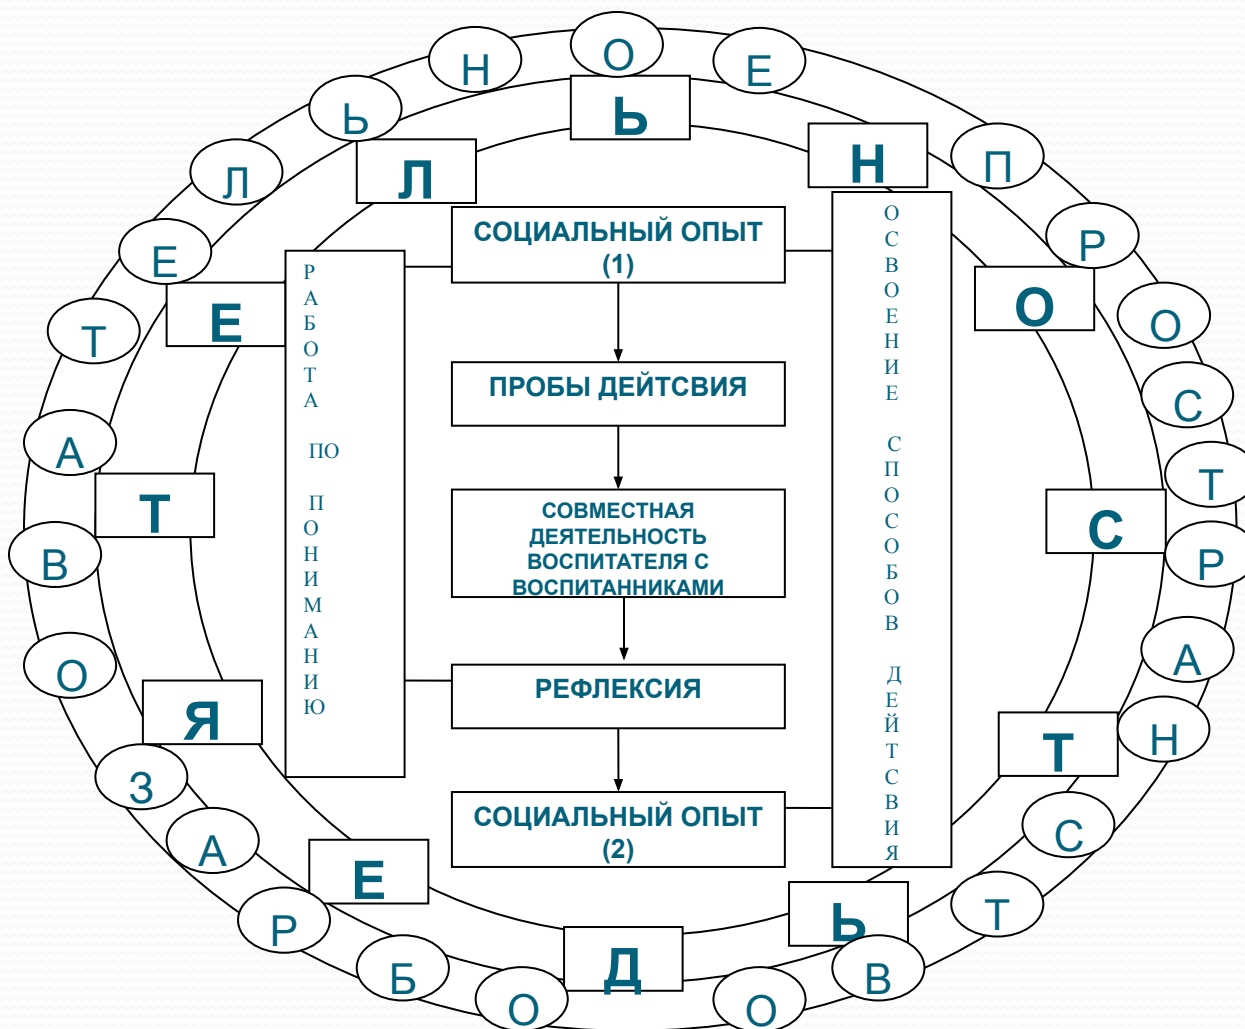 ОБРАЗОВАТЕЛЬНОЕ ПРОСТРАНСТВО
ДЕЯТЕЛЬНОСТЬ
РАБОТА ПО ПОНИМАНИЮ
СОЦИАЛЬНЫЙ ОПЫТ
(1)
ПРОБЫ ДЕЙТСВИЯ
СОВМЕСТНАЯ
ДЕЯТЕЛЬНОСТЬ
ВОСПИТАТЕЛЯ С
ВОСПИТАННИКАМИ
РЕФЛЕКСИЯ
СОЦИАЛЬНЫЙ ОПЫТ
(2)
ОСВОЕНИЕ СПОСОБОВ ДЕЙТСВИЯ